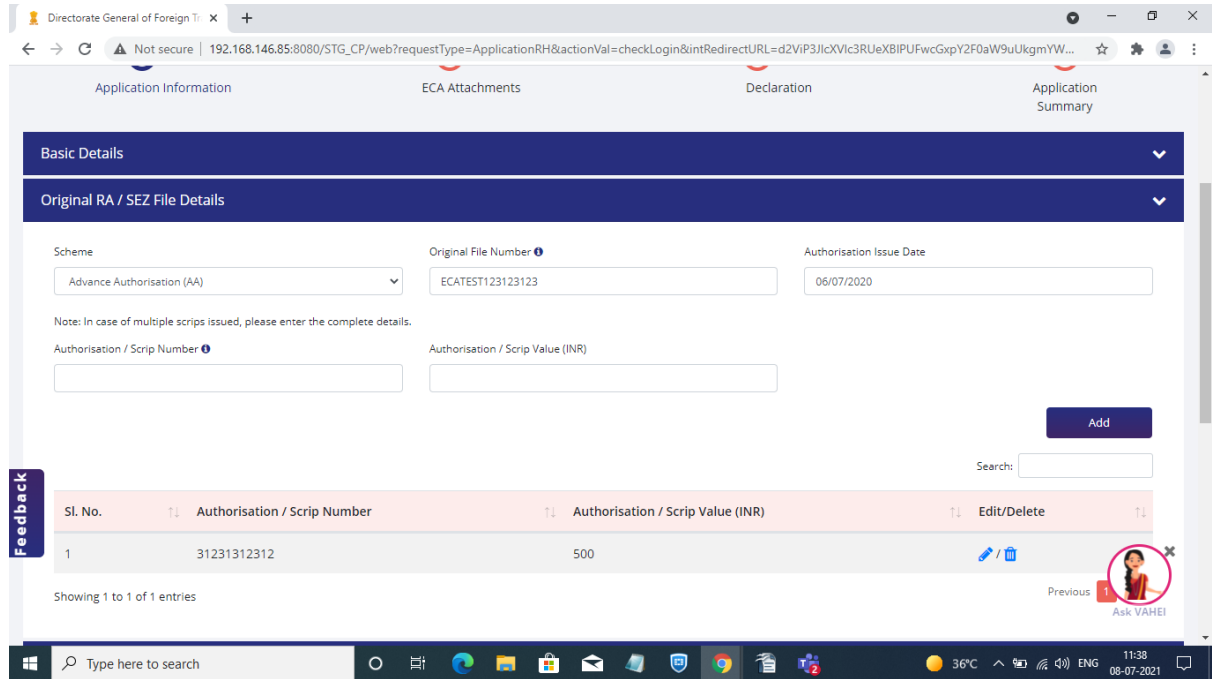 Directorate General of Foreign Tr
Not secure | 192.168.146.85:8080/STG_CP/web?requestType=ApplicationRH&actionVal=checkLogin&intRedirectURL=d2ViP3JlcXVlc3RUeXBlPUFwcGxpY2F0aW9uUkgmYW...
Application Information
ECA Attachments
Declaration
Application
Summary
Basic Details
Original RA / SEZ File Details
Scheme
Original File Number
Authorisation Issue Date
Advance Authorisation (AA)
ECATEST123123123
06/07/2020
Note: In case of multiple scrips issued, please enter the complete details.
Authorisation / Scrip Number
Authorisation / Scrip Value (INR)
Add
Search:
Feedback
Sl. No.
Authorisation / Scrip Number
Authorisation / Scrip Value (INR)
Edit/Delete
1
31231312312
500
/
Showing 1 to 1 of 1 entries
Previous
1
Ask VAHEI
Type here to search
2
36°C
ENG
11:38
08-07-2021